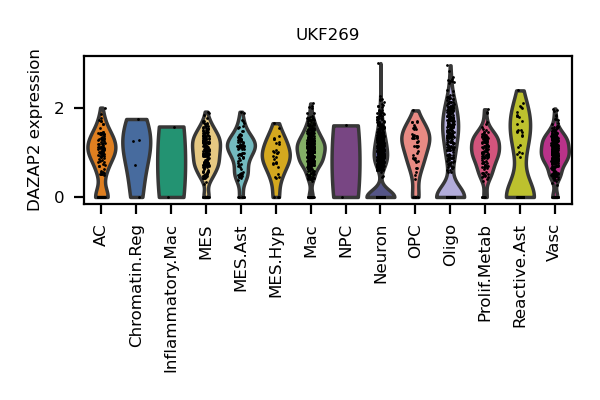 UKF269
DAZAP2 expression
2
0
AC
Chromatin.Reg
Inflammatory.Mac
MES
MES.Ast
MES.Hyp
Mac
NPC
Neuron
OPC
Oligo
Prolif.Metab
Reactive.Ast
Vasc